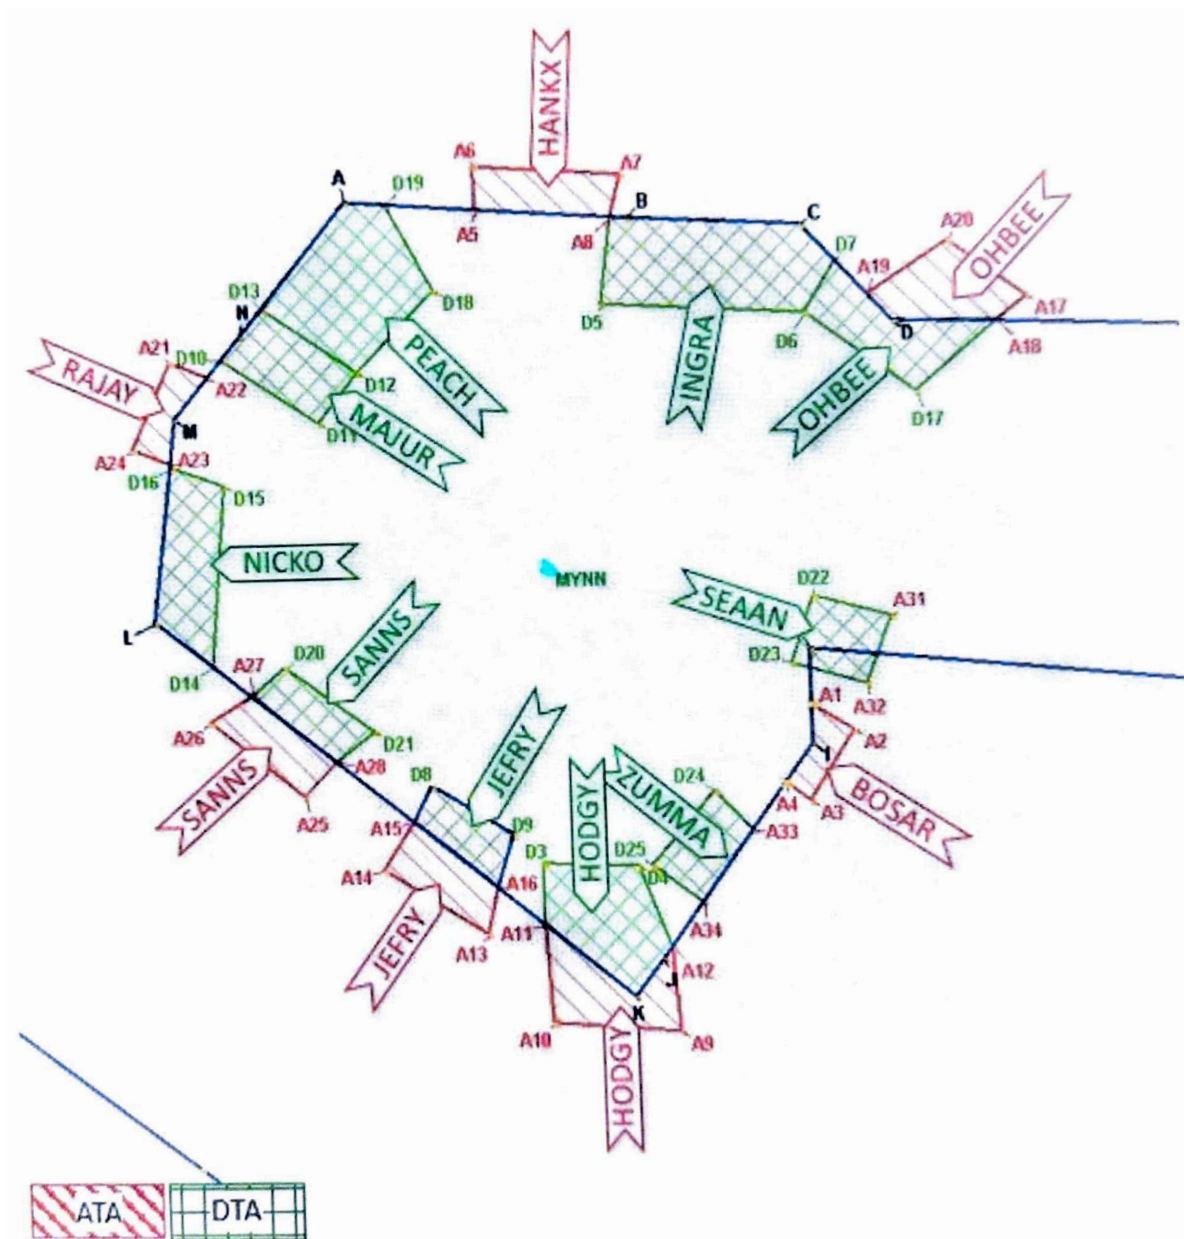 HANKX
A6
A7
A
D19
B
C
A20
OHBEE
A5
A8
D7
A19
A17
D13
N
D18
D5
D6
D
A18
A21
D10
A22
D12
PEACH
INGRA
OHBEE
D17
RAJAY
M
D11
MAJUR
A24
A23
D16
D15
NICKO
MYNN
SEAAN
D22
A31
L
D23
D14
A27
D20
SANNS
A32
A1
A2
A26
D21
A28
I
SANNS
A25
D8
JEFRY
ZUMMA
D24
A4
A3
BOSAR
A15
D9
HODGY
A33
A14
D3
D25
D4
A16
JEFRY
A13
A11
A34
J
A12
K
A10
A9
HODGY
ATA
DTA